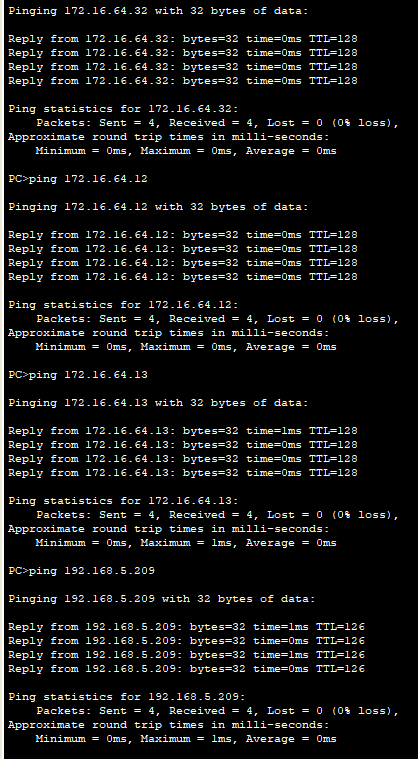 Pinging 172.16.64.32 with 32 bytes of data:
Reply from 172.16.64.32: bytes=32 time=0ms TTL=128
Reply from 172.16.64.32: bytes=32 time=0ms TTL=128
Reply from 172.16.64.32: bytes=32 time=0ms TTL=128
Reply from 172.16.64.32: bytes=32 time=0ms TTL=128
Ping statistics for 172.16.64.32:
Packets: Sent = 4, Received = 4, Lost = 0 (0% loss),
Approximate round trip times in milli-seconds:
Minimum = 0ms, Maximum = 0ms, Average = 0ms
PC>ping 172.16.64.12
Pinging 172.16.64.12 with 32 bytes of data:
Reply from 172.16.64.12: bytes=32 time=0ms TTL=128
Reply from 172.16.64.12: bytes=32 time=0ms TTL=128
Reply from 172.16.64.12: bytes=32 time=0ms TTL=128
Reply from 172.16.64.12: bytes=32 time=0ms TTL=128
Ping statistics for 172.16.64.12:
Packets: Sent = 4, Received = 4, Lost = 0 (0% loss),
Approximate round trip times in milli-seconds:
Minimum = 0ms, Maximum = 0ms, Average = 0ms
PC>ping 172.16.64.13
Pinging 172.16.64.13 with 32 bytes of data:
Reply from 172.16.64.13: bytes=32 time=1ms TTL=128
Reply from 172.16.64.13: bytes=32 time=0ms TTL=128
Reply from 172.16.64.13: bytes=32 time=0ms TTL=128
Reply from 172.16.64.13: bytes=32 time=0ms TTL=128
Ping statistics for 172.16.64.13:
Packets: Sent = 4, Received = 4, Lost = 0 (0% loss),
Approximate round trip times in milli-seconds:
Minimum = 0ms, Maximum = 1ms, Average = 0ms
PC>ping 192.168.5.209
Pinging 192.168.5.209 with 32 bytes of data:
Reply from 192.168.5.209: bytes=32 time=1ms TTL=126
Reply from 192.168.5.209: bytes=32 time=0ms TTL=126
Reply from 192.168.5.209: bytes=32 time=1ms TTL=126
Reply from 192.168.5.209: bytes=32 time=0ms TTL=126
Ping statistics for 192.168.5.209:
Packets: Sent = 4, Received = 4, Lost = 0 (0% loss),
Approximate round trip times in milli-seconds:
Minimum = 0ms, Maximum = 1ms, Average = 0ms